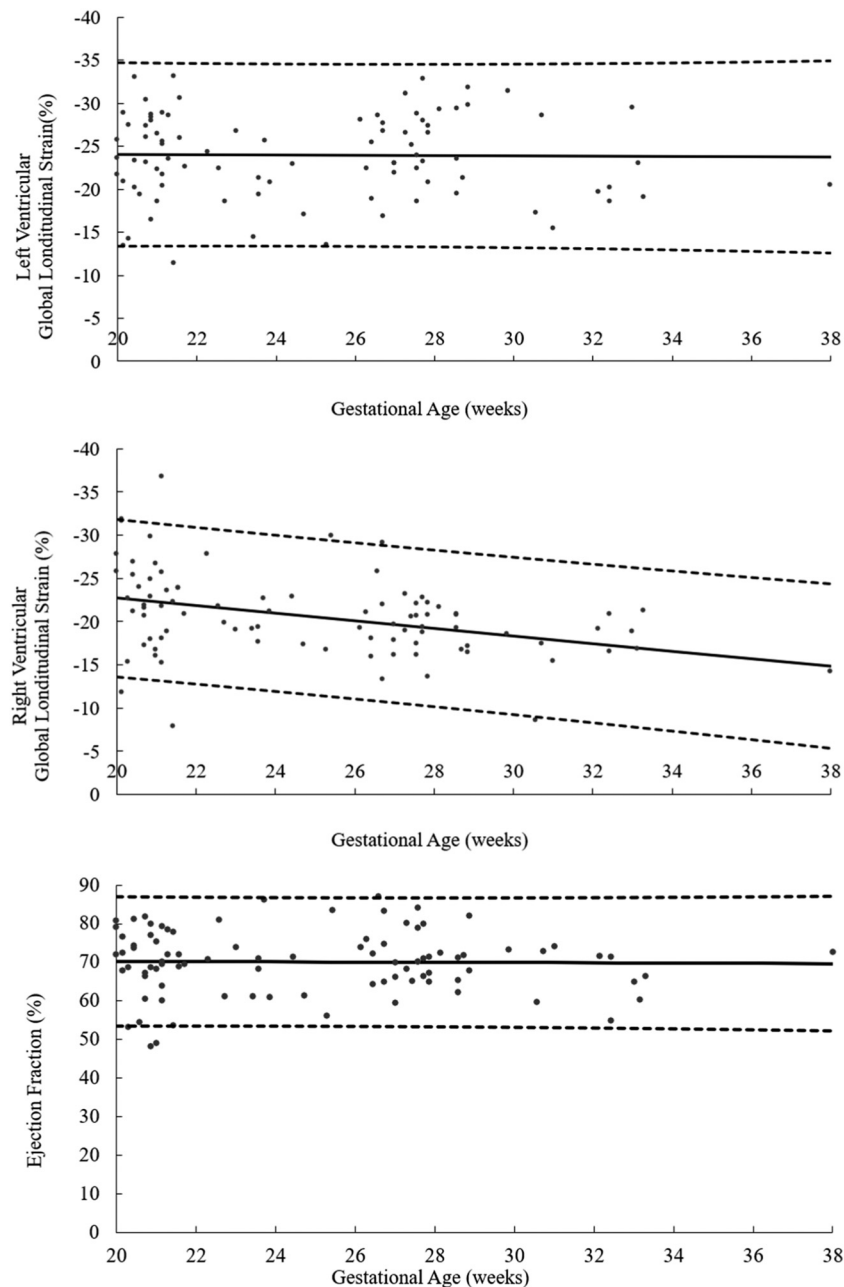 -40
-35
-30
-25
-20
-15
-10
-5
0
Left Ventricular
Global Londitudinal Strain(%)
20 22 24 26 28 30 32 34 36 38
Gestational Age (weeks)
-40
-35
-30
-25
-20
-15
-10
-5
0
Right Ventricular
Global Londitudinal Strain (%)
20 22 24 26 28 30 32 34 36 38
Gestational Age (weeks)
90
80
70
60
50
40
30
20
10
0
Ejection Fraction (%)
20 22 24 26 28 30 32 34 36 38
Gestational Age (weeks)